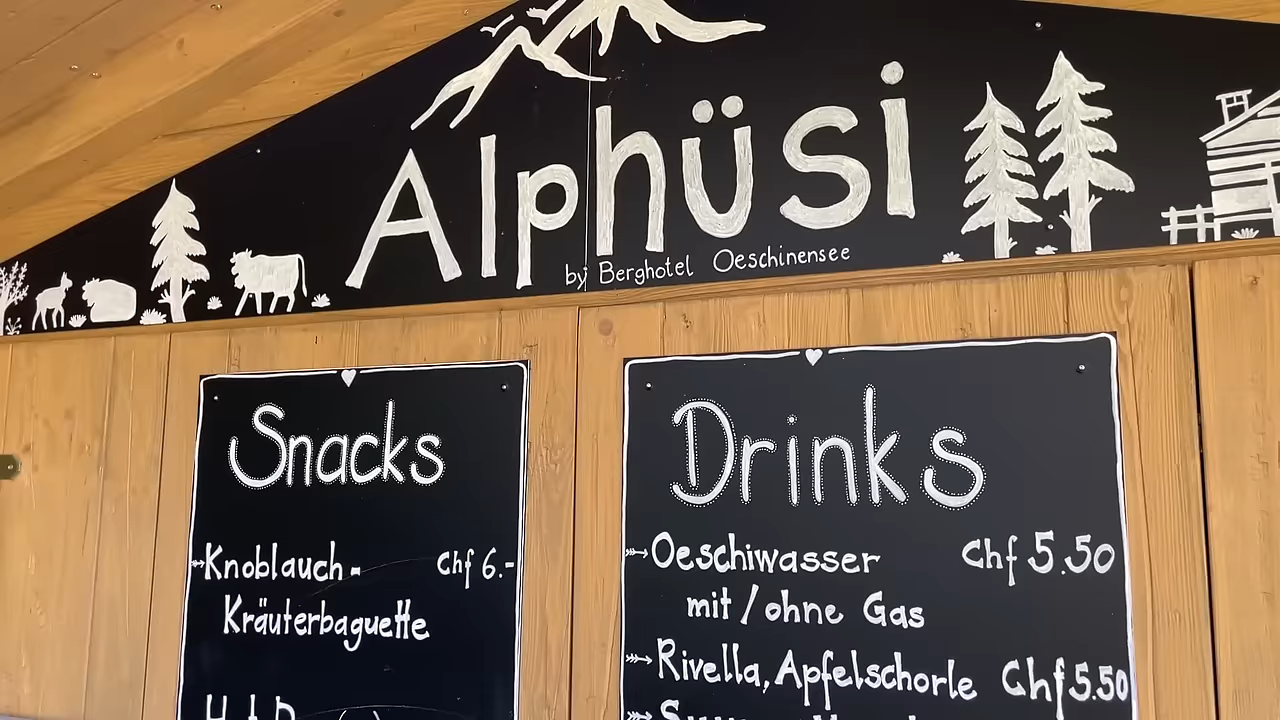 Alphüsi
by Berghotel Oeschinensee
Snacks
Knoblauch- Chf 6.-
Kräuterbaguette
Drinks
Oeschiwasser Chf 5.50
mit / ohne Gas
Rivella, Apfelschorle Chf 5.50